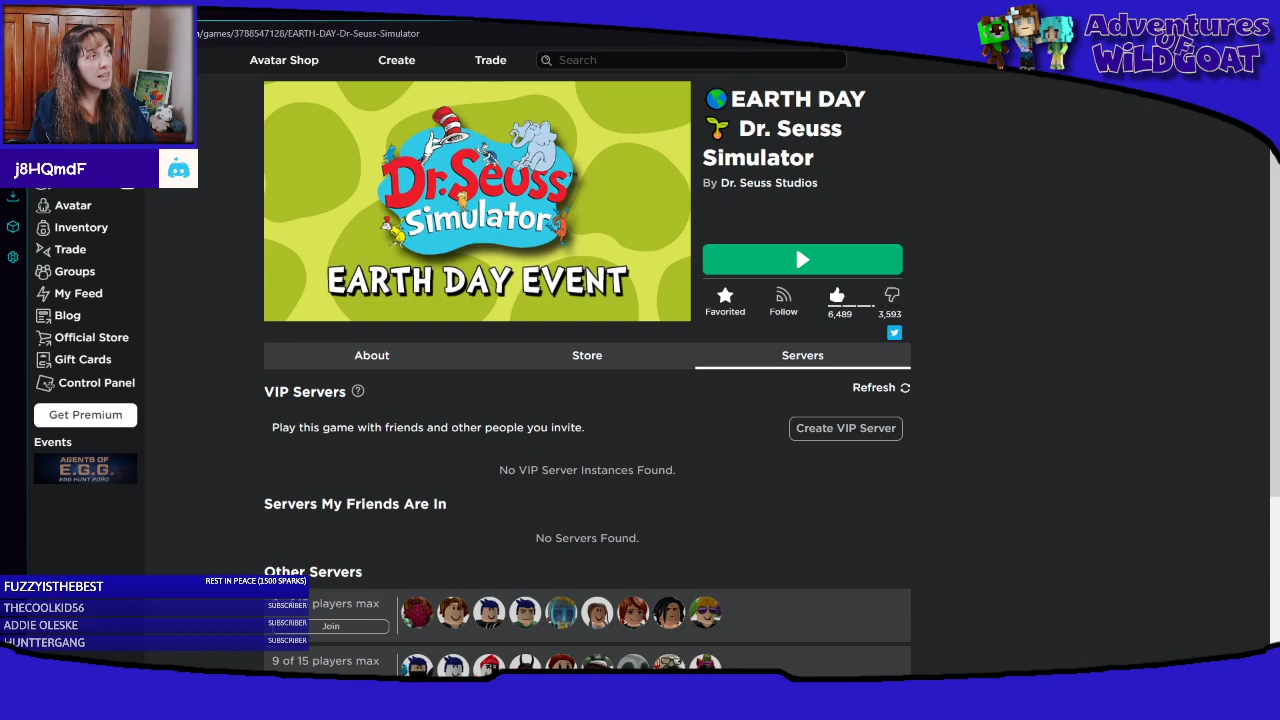 /games/3788547128/EARTH-DAY-Dr-Seuss-Simulator
Adventures
OF
WILDGOAT
Avatar Shop
Create
Trade
Search
j8HQmdF
Avatar
Inventory
Trade
Groups
My Feed
Blog
Official Store
Gift Cards
Control Panel
Get Premium
Events
AGENTS OF
E.G.G.
EGG HUNT 2020
Dr. Seuss
Simulator
EARTH DAY EVENT
EARTH DAY
Dr. Seuss
Simulator
By Dr. Seuss Studios
Favorited
Follow
6,489
3,593
About
Store
Servers
VIP Servers
Refresh
Play this game with friends and other people you invite.
Create VIP Server
No VIP Server Instances Found.
Servers My Friends Are In
No Servers Found.
Other Servers
players max
Join
9 of 15 players max
FUZZYISTHEBEST
REST IN PEACE (1500 SPARKS)
THECOOLKID56
SUBSCRIBER
ADDIE OLESKE
SUBSCRIBER
HUNTTERGANG
SUBSCRIBER